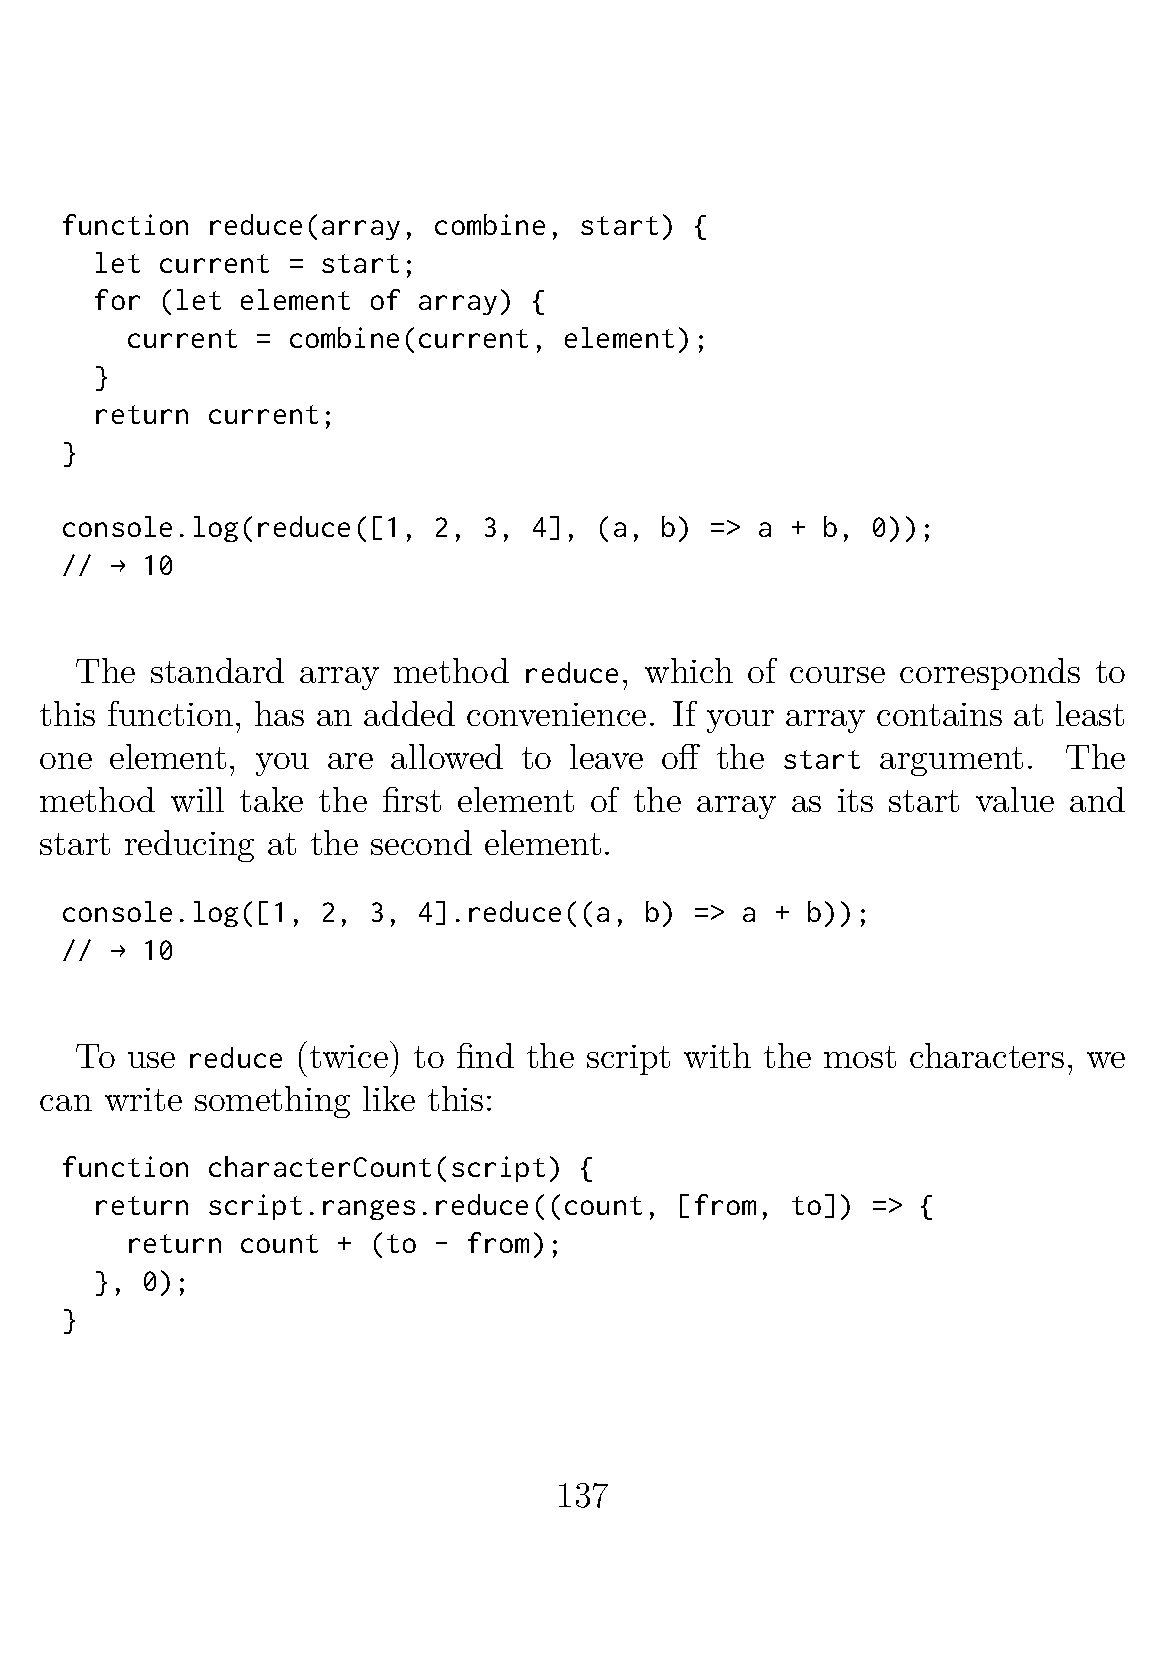 function reduce(array, combine, start) {
  let current = start;
  for (let element of array) {
    current = combine(current, element);
  }
  return current;
}

console.log(reduce([1, 2, 3, 4], (a, b) => a + b, 0));
// → 10

The standard array method reduce, which of course corresponds to
this function, has an added convenience. If your array contains at least
one element, you are allowed to leave off the start argument. The
method will take the first element of the array as its start value and
start reducing at the second element.

console.log([1, 2, 3, 4].reduce((a, b) => a + b));
// → 10

To use reduce (twice) to find the script with the most characters, we
can write something like this:

function characterCount(script) {
  return script.ranges.reduce((count, [from, to]) => {
    return count + (to - from);
  }, 0);
}

137